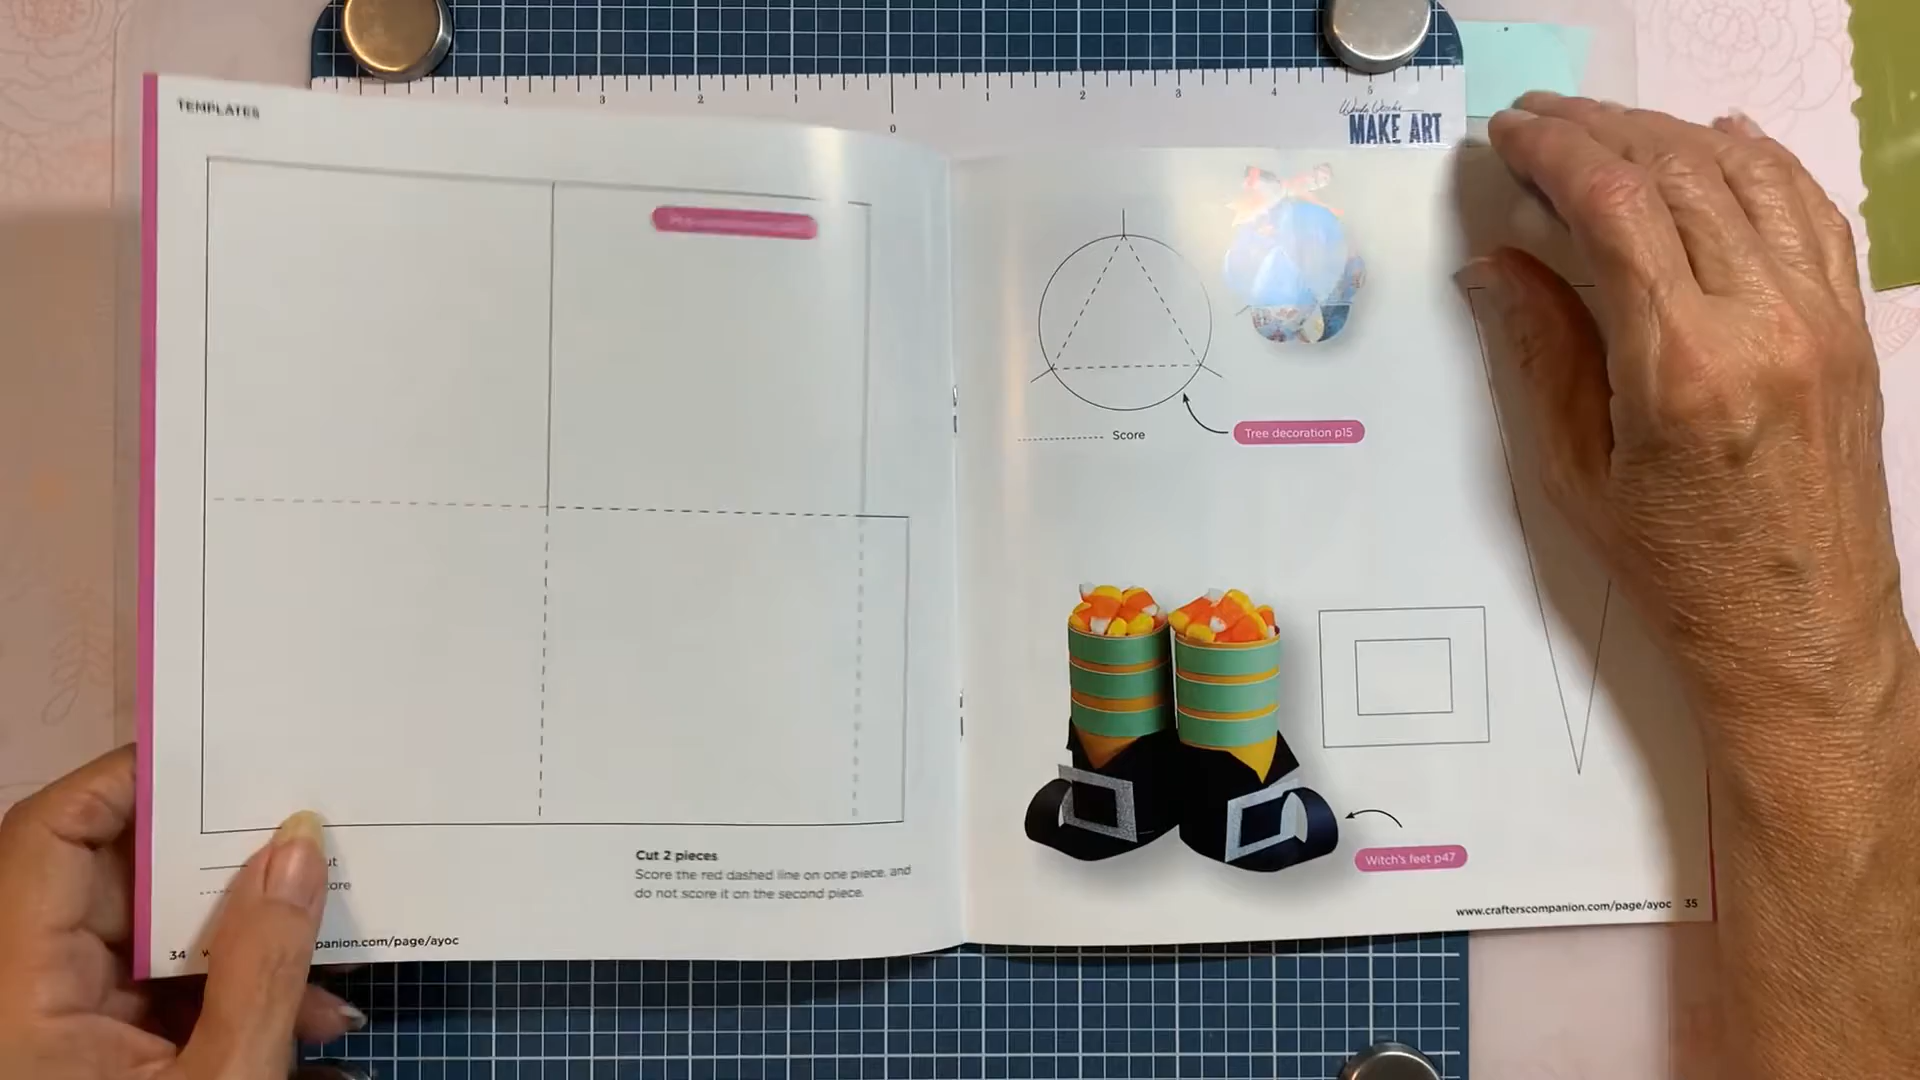 4 3 2 1 0 1 2 3 4 5
MAKE ART
TEMPLATES
Cut 2 pieces
Score the red dashed line on one piece, and
do not score it on the second piece.
34
panion.com/page/ayoc
Score
Tree decoration p15
Witch's feet p47
www.crafterscompanion.com/page/ayoc 35